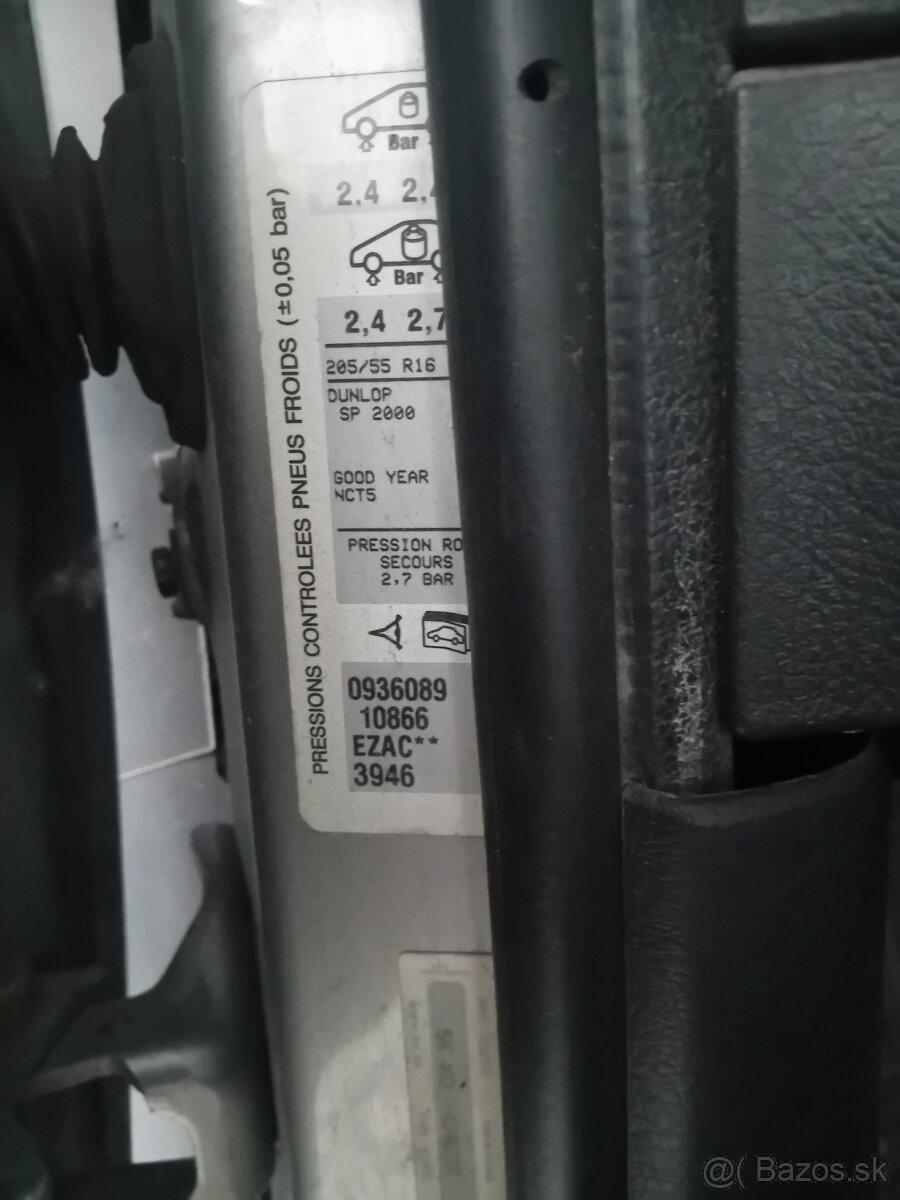 PRESSIONS CONTROLEES PNEUS FROIDS (±0,05 bar)
Bar
2,4 2,4
Bar
2,4 2,7
205/55 R16
DUNLOP
SP 2000
GOOD YEAR
NCT5
PRESSION RO
SECOURS
2,7 BAR
0936089
10866
EZAC**
3946
@( Bazos.sk